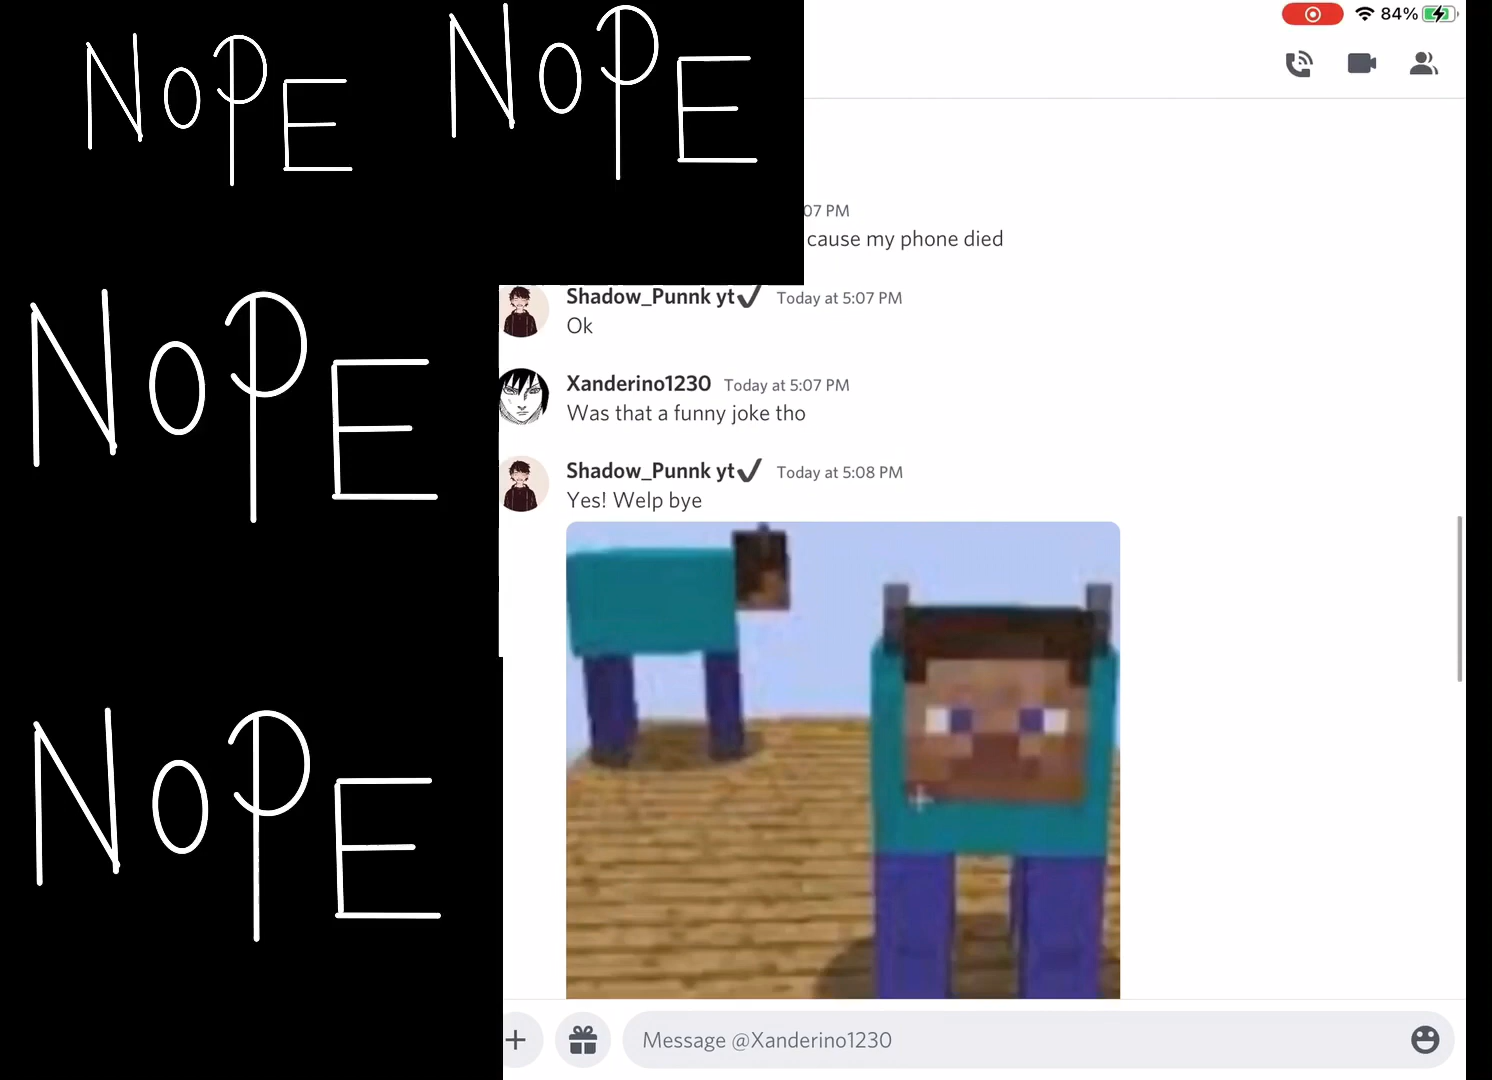 NOPE NOPE
84%
07 PM
cause my phone died
NOPE
Shadow_Punnk yt✓ Today at 5:07 PM
Ok
Xanderino1230 Today at 5:07 PM
Was that a funny joke tho
Shadow_Punnk yt✓ Today at 5:08 PM
Yes! Welp bye
NOPE
Message @Xanderino1230